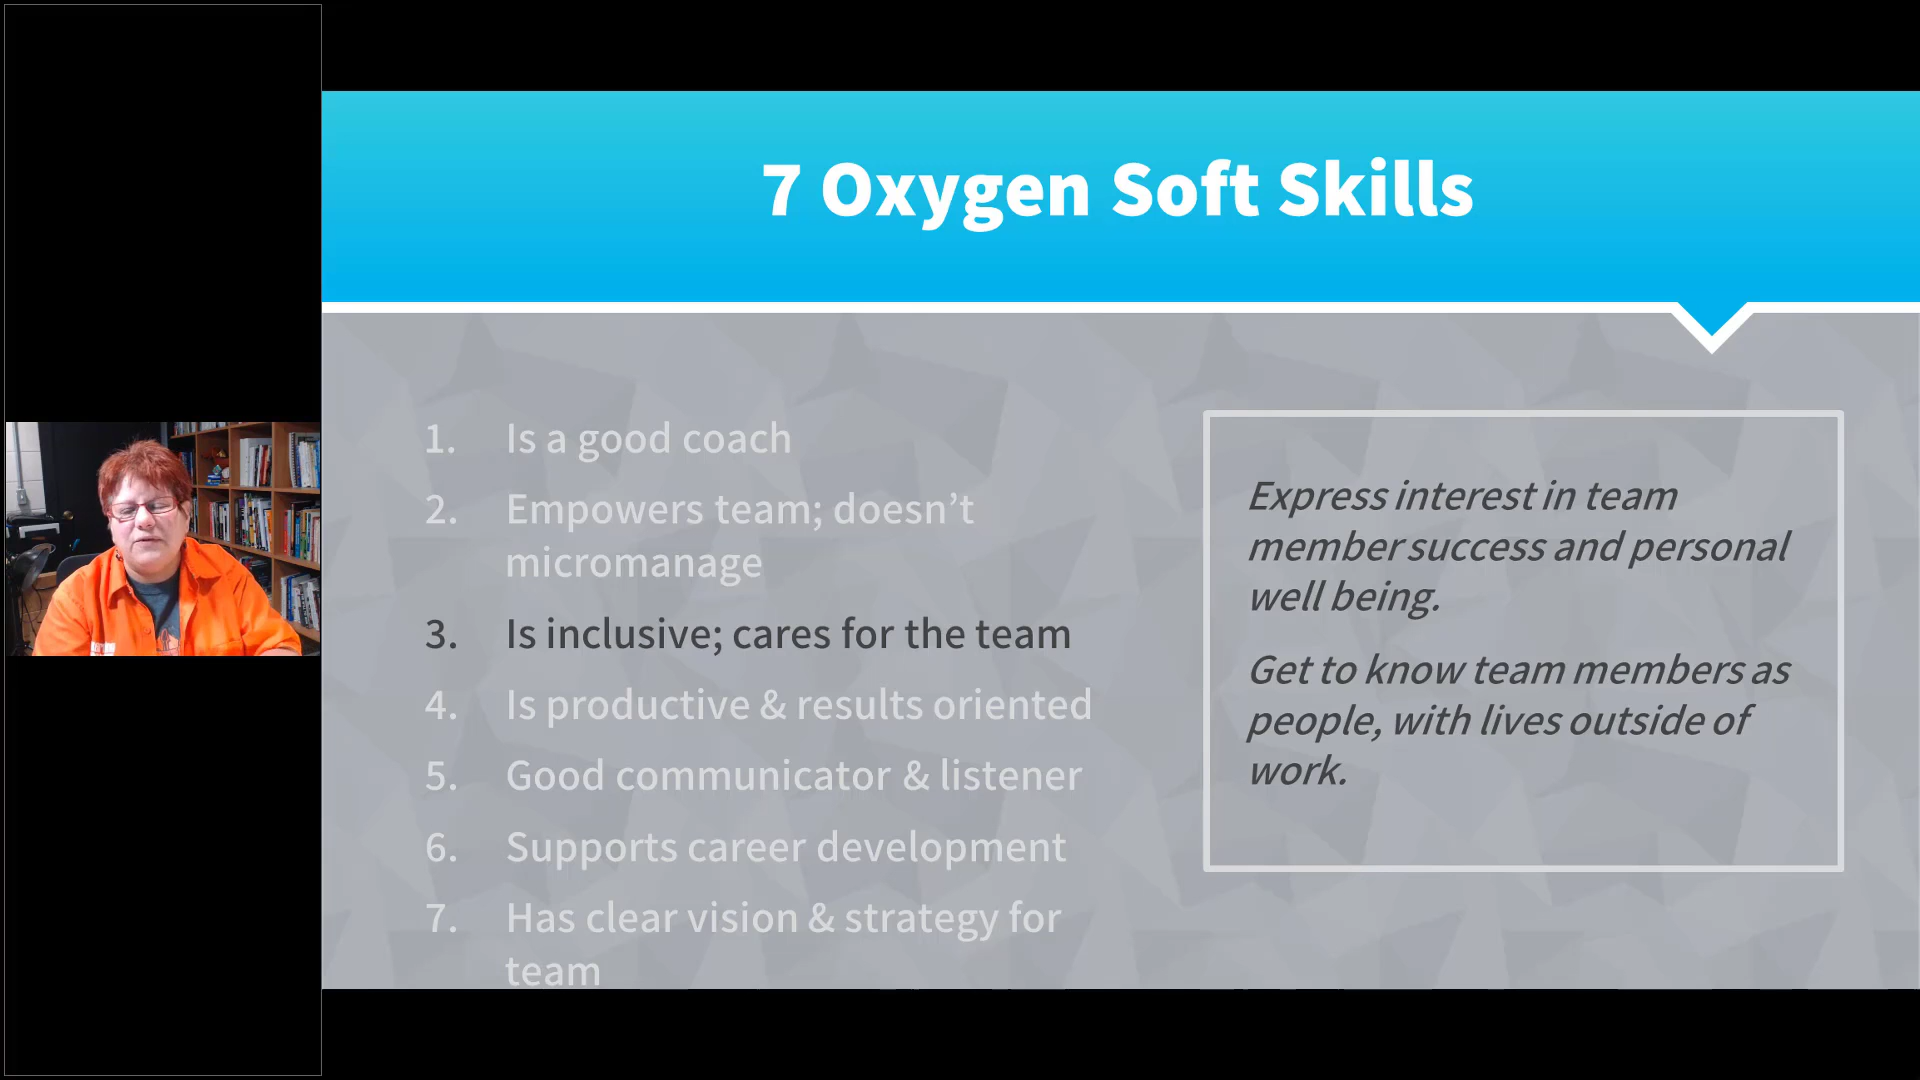 7 Oxygen Soft Skills
1. Is a good coach
2. Empowers team; doesn’t
micromanage
3. Is inclusive; cares for the team
4. Is productive & results oriented
5. Good communicator & listener
6. Supports career development
7. Has clear vision & strategy for
team
Express interest in team
member success and personal
well being.
Get to know team members as
people, with lives outside of
work.